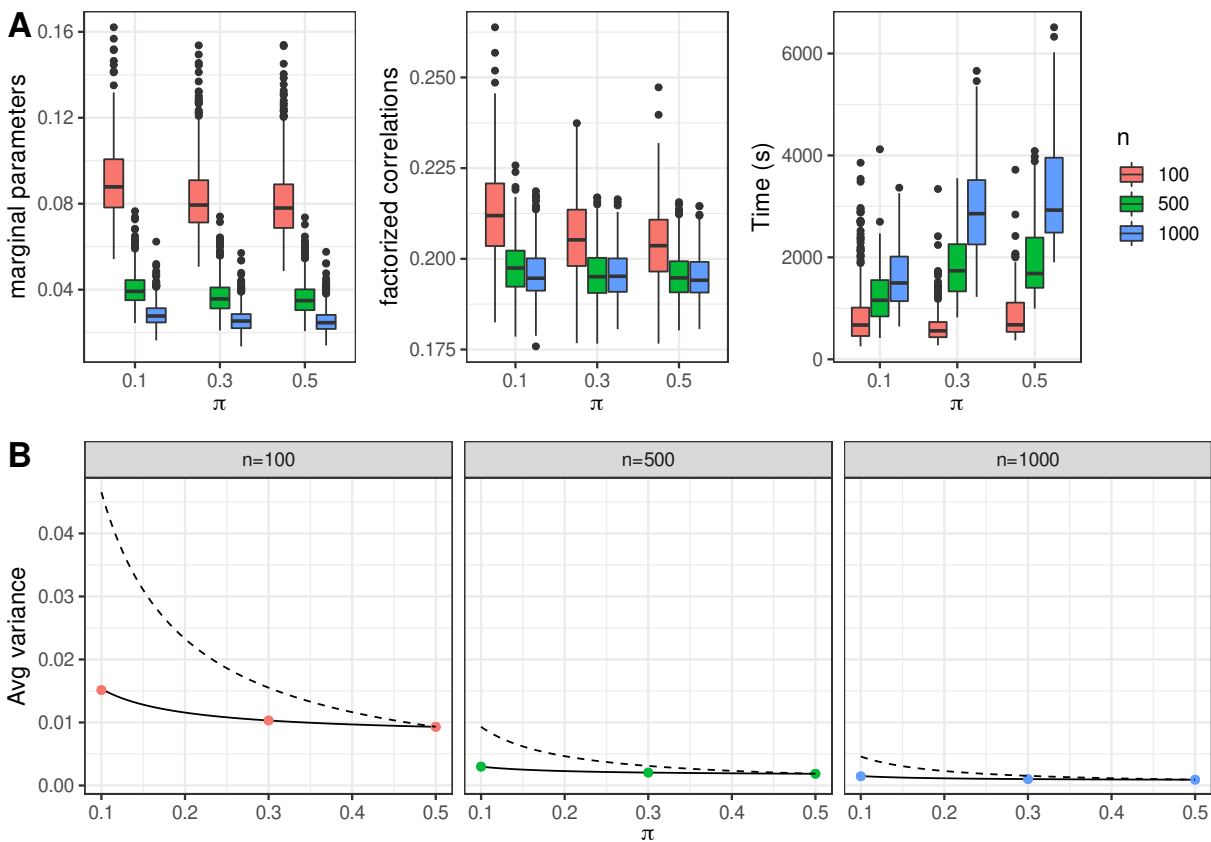 A
marginal parameters
0.16
0.12
0.08
0.04
0.1
0.3
0.5
π
factorized correlations
0.250
0.225
0.200
0.175
0.1
0.3
0.5
π
Time (s)
6000
4000
2000
0
0.1
0.3
0.5
π
n
100
500
1000
B
n=100
n=500
n=1000
Avg variance
0.04
0.03
0.02
0.01
0.00
0.1 0.2 0.3 0.4 0.5
0.1 0.2 0.3 0.4 0.5
0.1 0.2 0.3 0.4 0.5
π